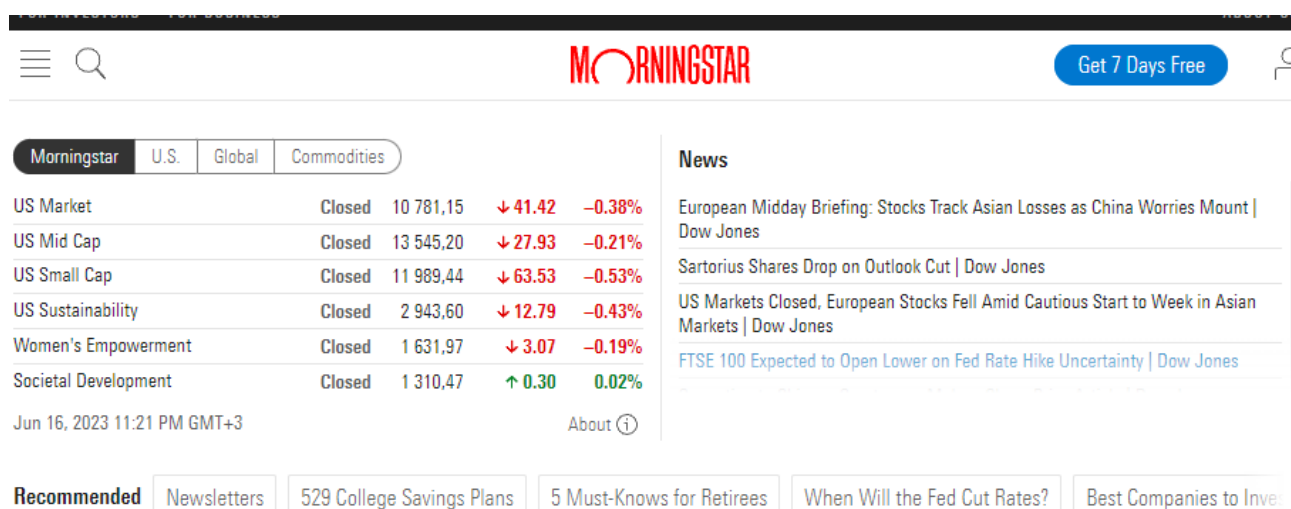 MORNINGSTAR
Get 7 Days Free
Morningstar U.S. Global Commodities
US Market Closed 10 781,15 ↓ 41.42 −0.38%
US Mid Cap Closed 13 545,20 ↓ 27.93 −0.21%
US Small Cap Closed 11 989,44 ↓ 63.53 −0.53%
US Sustainability Closed 2 943,60 ↓ 12.79 −0.43%
Women's Empowerment Closed 1 631,97 ↓ 3.07 −0.19%
Societal Development Closed 1 310,47 ↑ 0.30 0.02%
Jun 16, 2023 11:21 PM GMT+3 About
News
European Midday Briefing: Stocks Track Asian Losses as China Worries Mount |
Dow Jones
Sartorius Shares Drop on Outlook Cut | Dow Jones
US Markets Closed, European Stocks Fell Amid Cautious Start to Week in Asian
Markets | Dow Jones
FTSE 100 Expected to Open Lower on Fed Rate Hike Uncertainty | Dow Jones
Recommended Newsletters 529 College Savings Plans 5 Must-Knows for Retirees When Will the Fed Cut Rates? Best Companies to